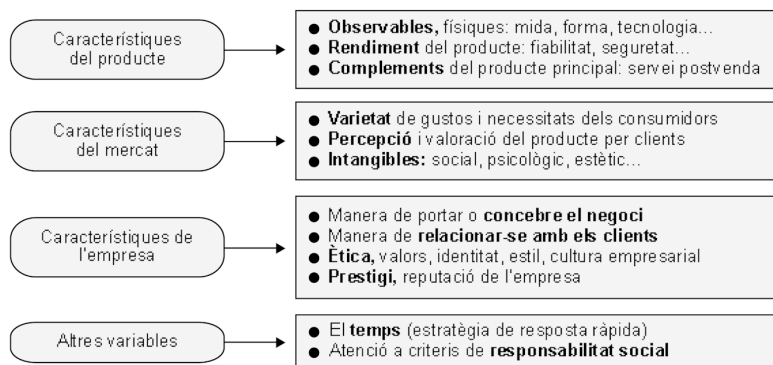 Característiques
del producte
● Observables, físiques: mida, forma, tecnologia...
● Rendiment del producte: fiabilitat, seguretat...
● Complements del producte principal: servei postvenda
Característiques
del mercat
● Varietat de gustos i necessitats dels consumidors
● Percepció i valoració del producte per clients
● Intangibles: social, psicològic, estètic...
Característiques de
l'empresa
● Manera de portar o concebre el negoci
● Manera de relacionar-se amb els clients
● Ètica, valors, identitat, estil, cultura empresarial
● Prestigi, reputació de l'empresa
Altres variables
● El temps (estratègia de resposta ràpida)
● Atenció a criteris de responsabilitat social